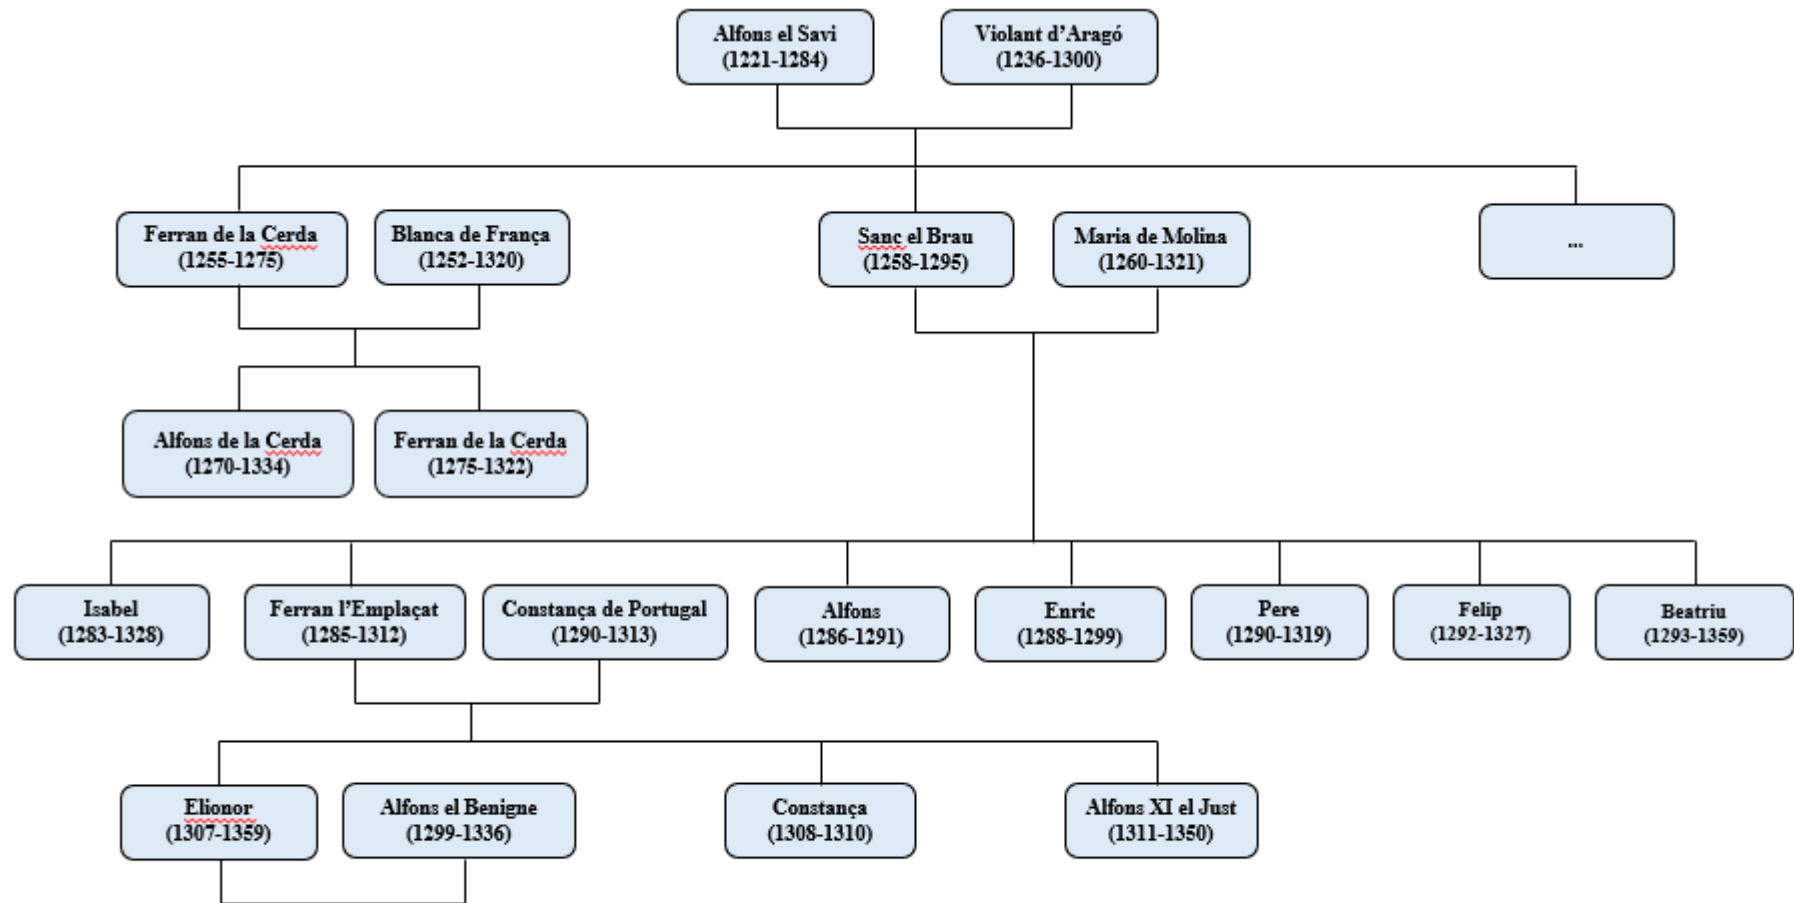 Alfons el Savi
(1221-1284)
Violant d'Aragó
(1236-1300)
Ferran de la Cerda
(1255-1275)
Blanca de França
(1252-1320)
Sanc el Brau
(1258-1295)
Maria de Molina
(1260-1321)
...
Alfons de la Cerda
(1270-1334)
Ferran de la Cerda
(1275-1322)
Isabel
(1283-1328)
Ferran l'Emplaçat
(1285-1312)
Constança de Portugal
(1290-1313)
Alfons
(1286-1291)
Enric
(1288-1299)
Pere
(1290-1319)
Felip
(1292-1327)
Beatriu
(1293-1359)
Elionor
(1307-1359)
Alfons el Benigne
(1299-1336)
Constança
(1308-1310)
Alfons XI el Just
(1311-1350)